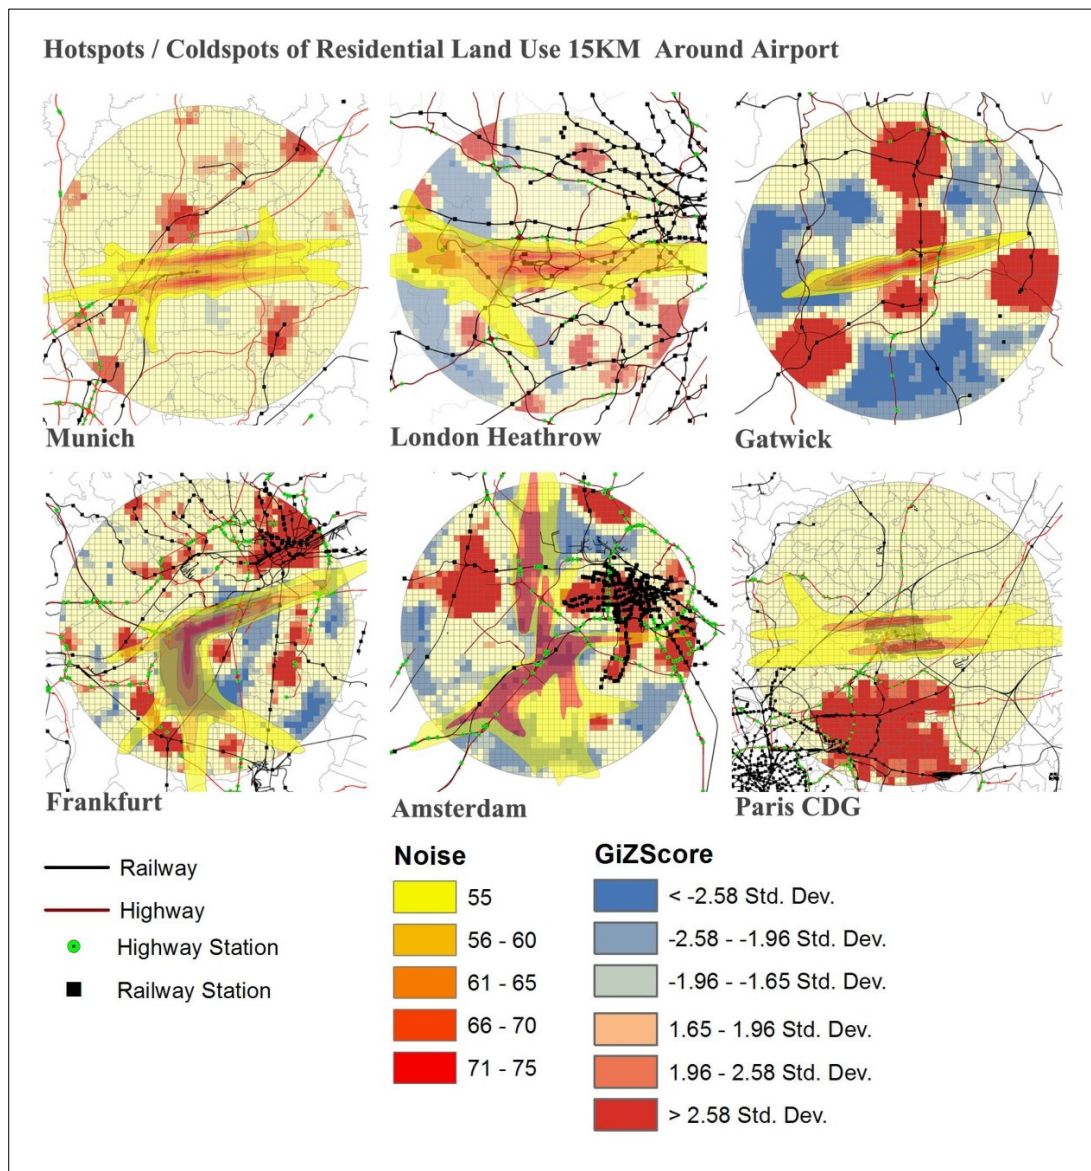 Hotspots / Coldspots of Residential Land Use 15KM Around Airport
Munich
London Heathrow
Gatwick
Frankfurt
Amsterdam
Paris CDG
Railway
Highway
Highway Station
Railway Station
Noise
55
56 - 60
61 - 65
66 - 70
71 - 75
GiZScore
< -2.58 Std. Dev.
-2.58 - -1.96 Std. Dev.
-1.96 - -1.65 Std. Dev.
1.65 - 1.96 Std. Dev.
1.96 - 2.58 Std. Dev.
> 2.58 Std. Dev.